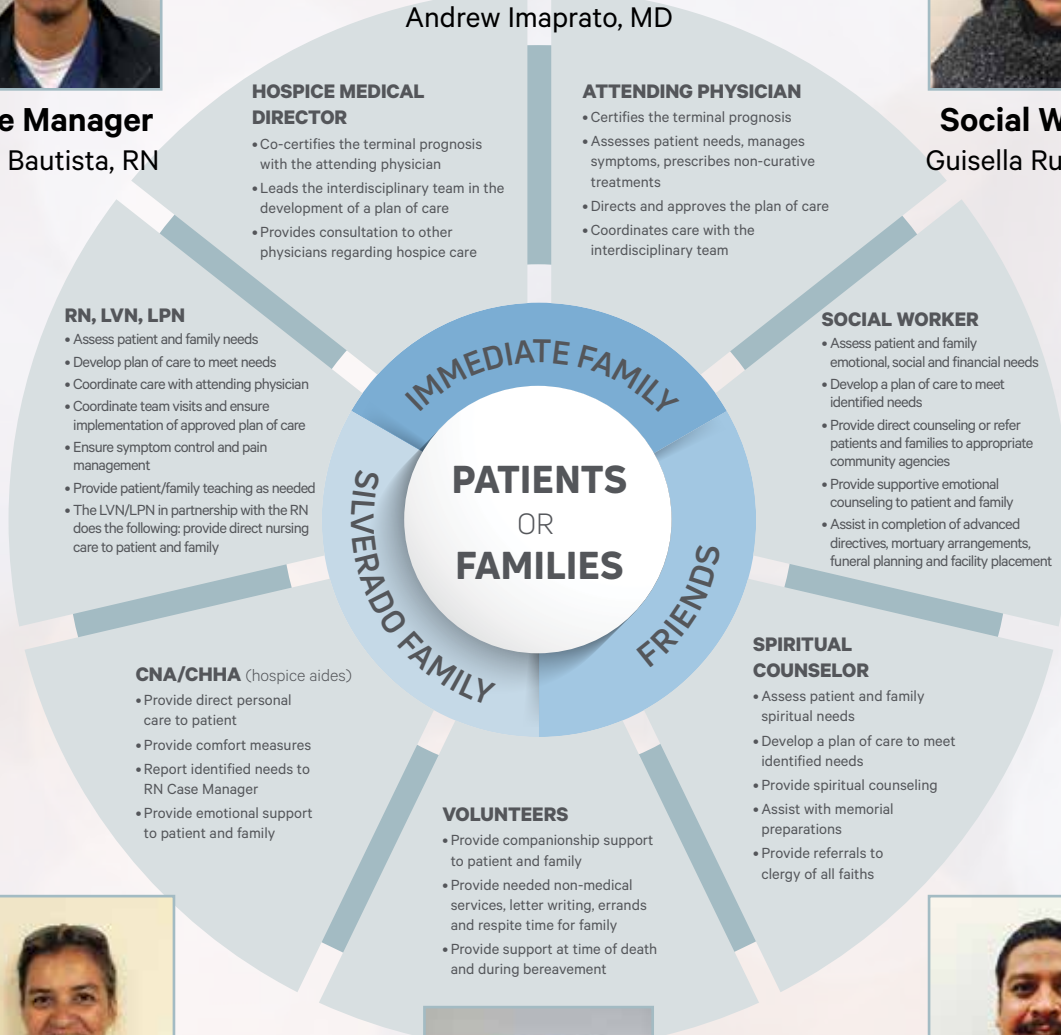 Andrew Imaprato, MD
Manager
Bautista, RN
Social
Guisella
HOSPICE MEDICAL
DIRECTOR
• Co-certifies the terminal prognosis
with the attending physician
• Leads the interdisciplinary team in the
development of a plan of care
• Provides consultation to other
physicians regarding hospice care
ATTENDING PHYSICIAN
• Certifies the terminal prognosis
• Assesses patient needs, manages
symptoms, prescribes non-curative
treatments
• Directs and approves the plan of care
• Coordinates care with the
interdisciplinary team
RN, LVN, LPN
• Assess patient and family needs
• Develop plan of care to meet needs
• Coordinate care with attending physician
• Coordinate team visits and ensure
implementation of approved plan of care
• Ensure symptom control and pain
management
• Provide patient/family teaching as needed
• The LVN/LPN in partnership with the RN
does the following: provide direct nursing
care to patient and family
SOCIAL WORKER
• Assess patient and family
emotional, social and financial needs
• Develop a plan of care to meet
identified needs
• Provide direct counseling or refer
patients and families to appropriate
community agencies
• Provide supportive emotional
counseling to patient and family
• Assist in completion of advanced
directives, mortuary arrangements,
funeral planning and facility placement
IMMEDIATE FAMILY
SILVERADO FAMILY
FRIENDS
PATIENTS
OR
FAMILIES
CNA/CHHA (hospice aides)
• Provide direct personal
care to patient
• Provide comfort measures
• Report identified needs to
RN Case Manager
• Provide emotional support
to patient and family
VOLUNTEERS
• Provide companionship support
to patient and family
• Provide needed non-medical
services, letter writing, errands
and respite time for family
• Provide support at time of death
and during bereavement
SPIRITUAL
COUNSELOR
• Assess patient and family
spiritual needs
• Develop a plan of care to meet
identified needs
• Provide spiritual counseling
• Assist with memorial
preparations
• Provide referrals to
clergy of all faiths